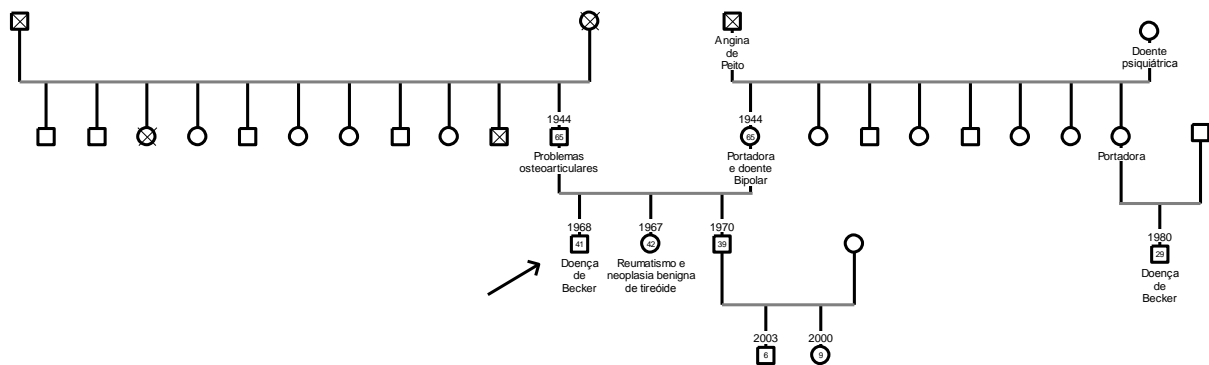 Angina
de
Peito
Doente
psiquiátrica
1944
65
Problemas
osteoarticulares
1944
65
Portadora
e doente
Bipolar
Portadora
1968
41
Doença
de
Becker
1967
42
Reumatismo e
neoplasia benigna
de tireóide
1970
39
1980
29
Doença
de
Becker
2003
6
2000
9